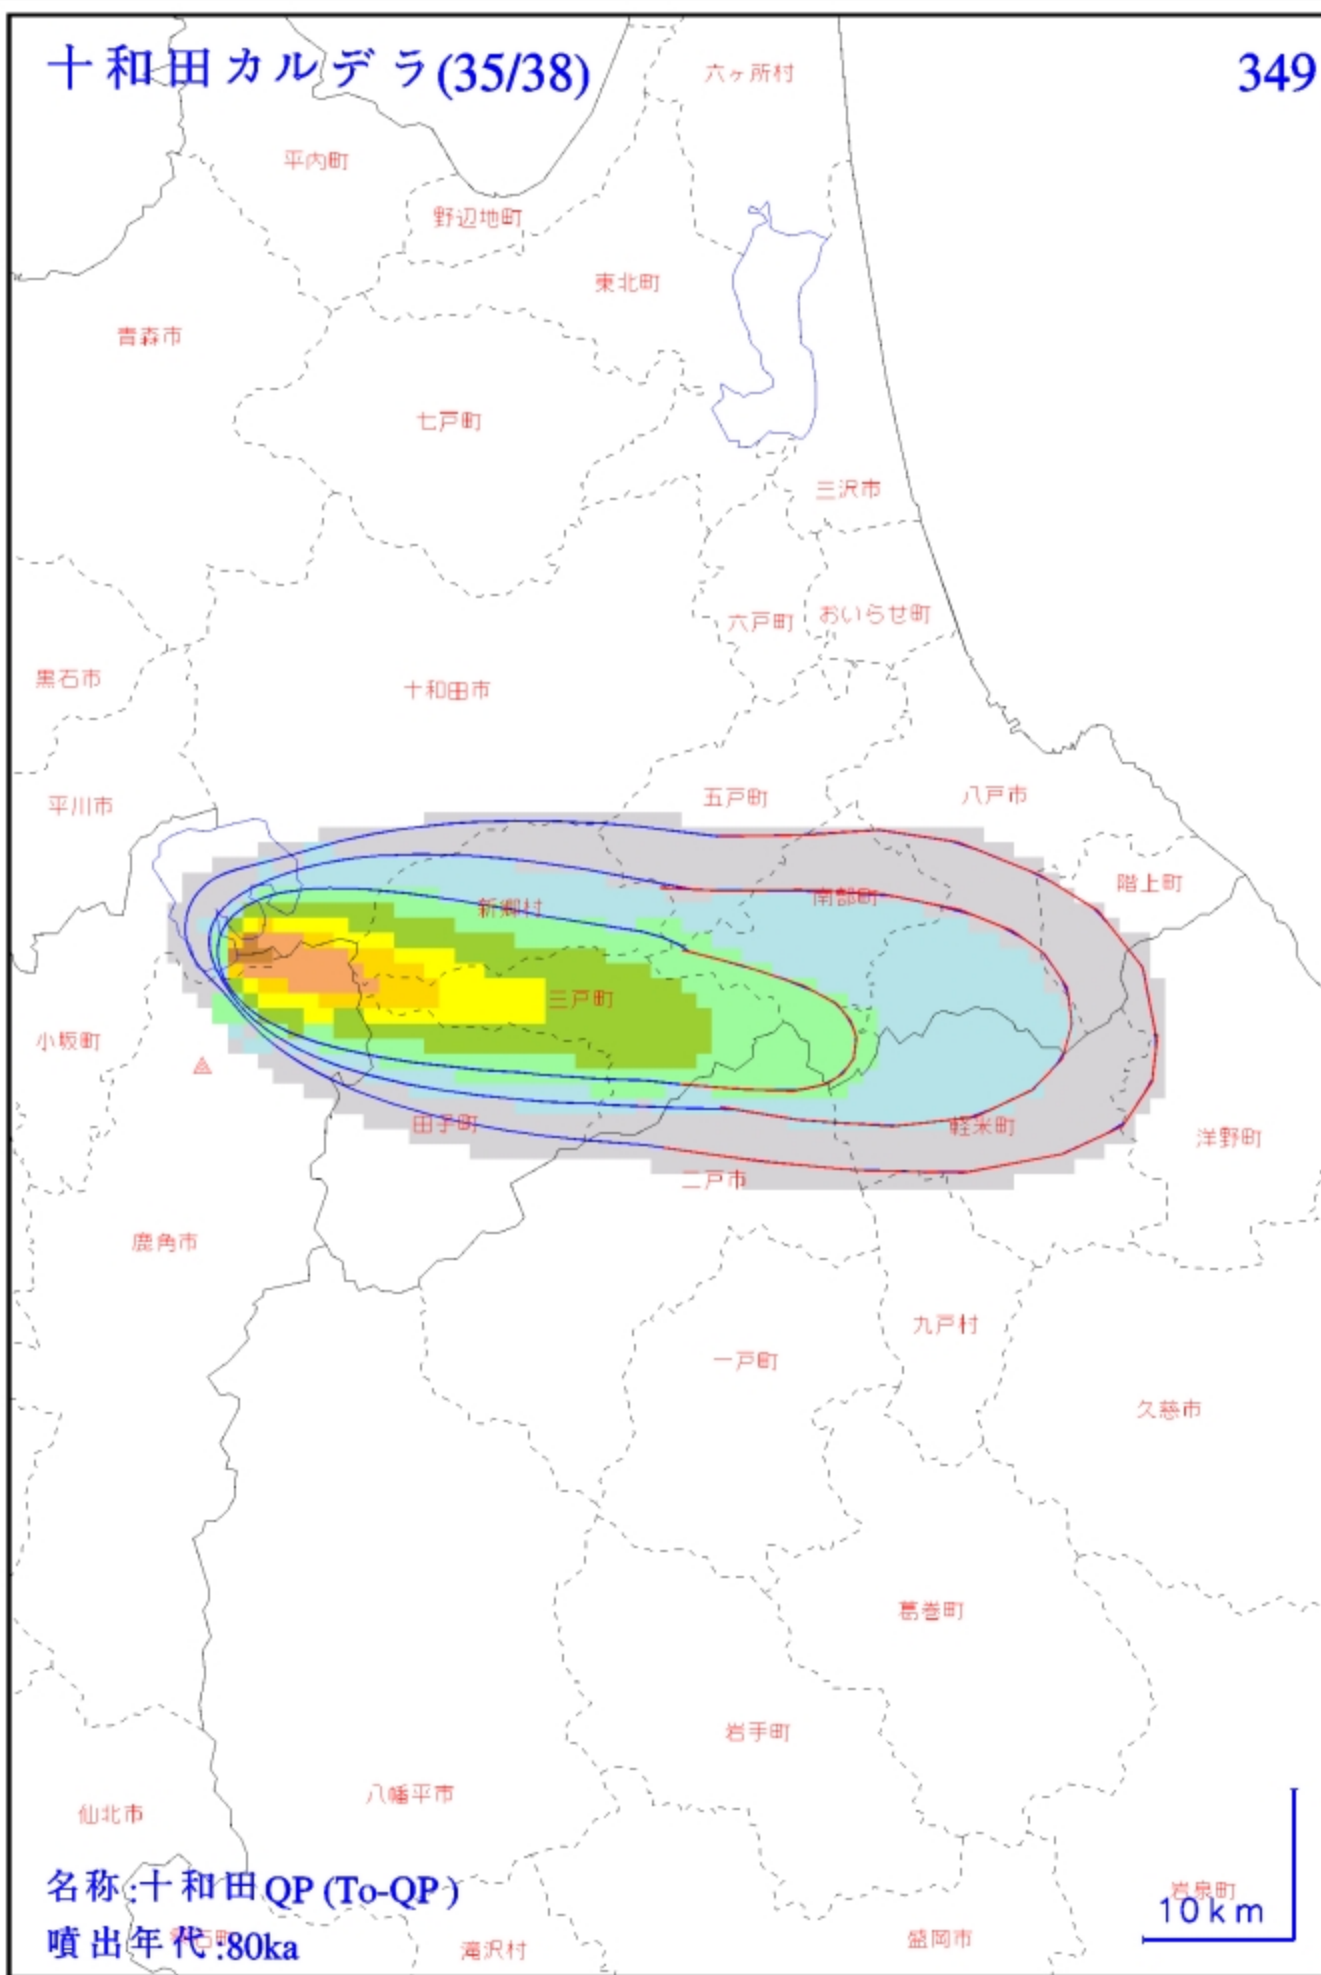 十和田カルデラ(35/38)
349
六ヶ所村
平内町
野辺地町
東北町
青森市
七戸町
三沢市
六戸町
おいらせ町
黒石市
十和田市
平川市
五戸町
八戸市
階上町
新郷村
南部町
三戸町
小坂町
田子町
軽米町
洋野町
二戸市
鹿角市
九戸村
一戸町
久慈市
葛巻町
岩手町
八幡平市
仙北市
名称:十和田QP (To-QP)
岩泉町
10km
噴出年代:80ka
滝沢村
盛岡市